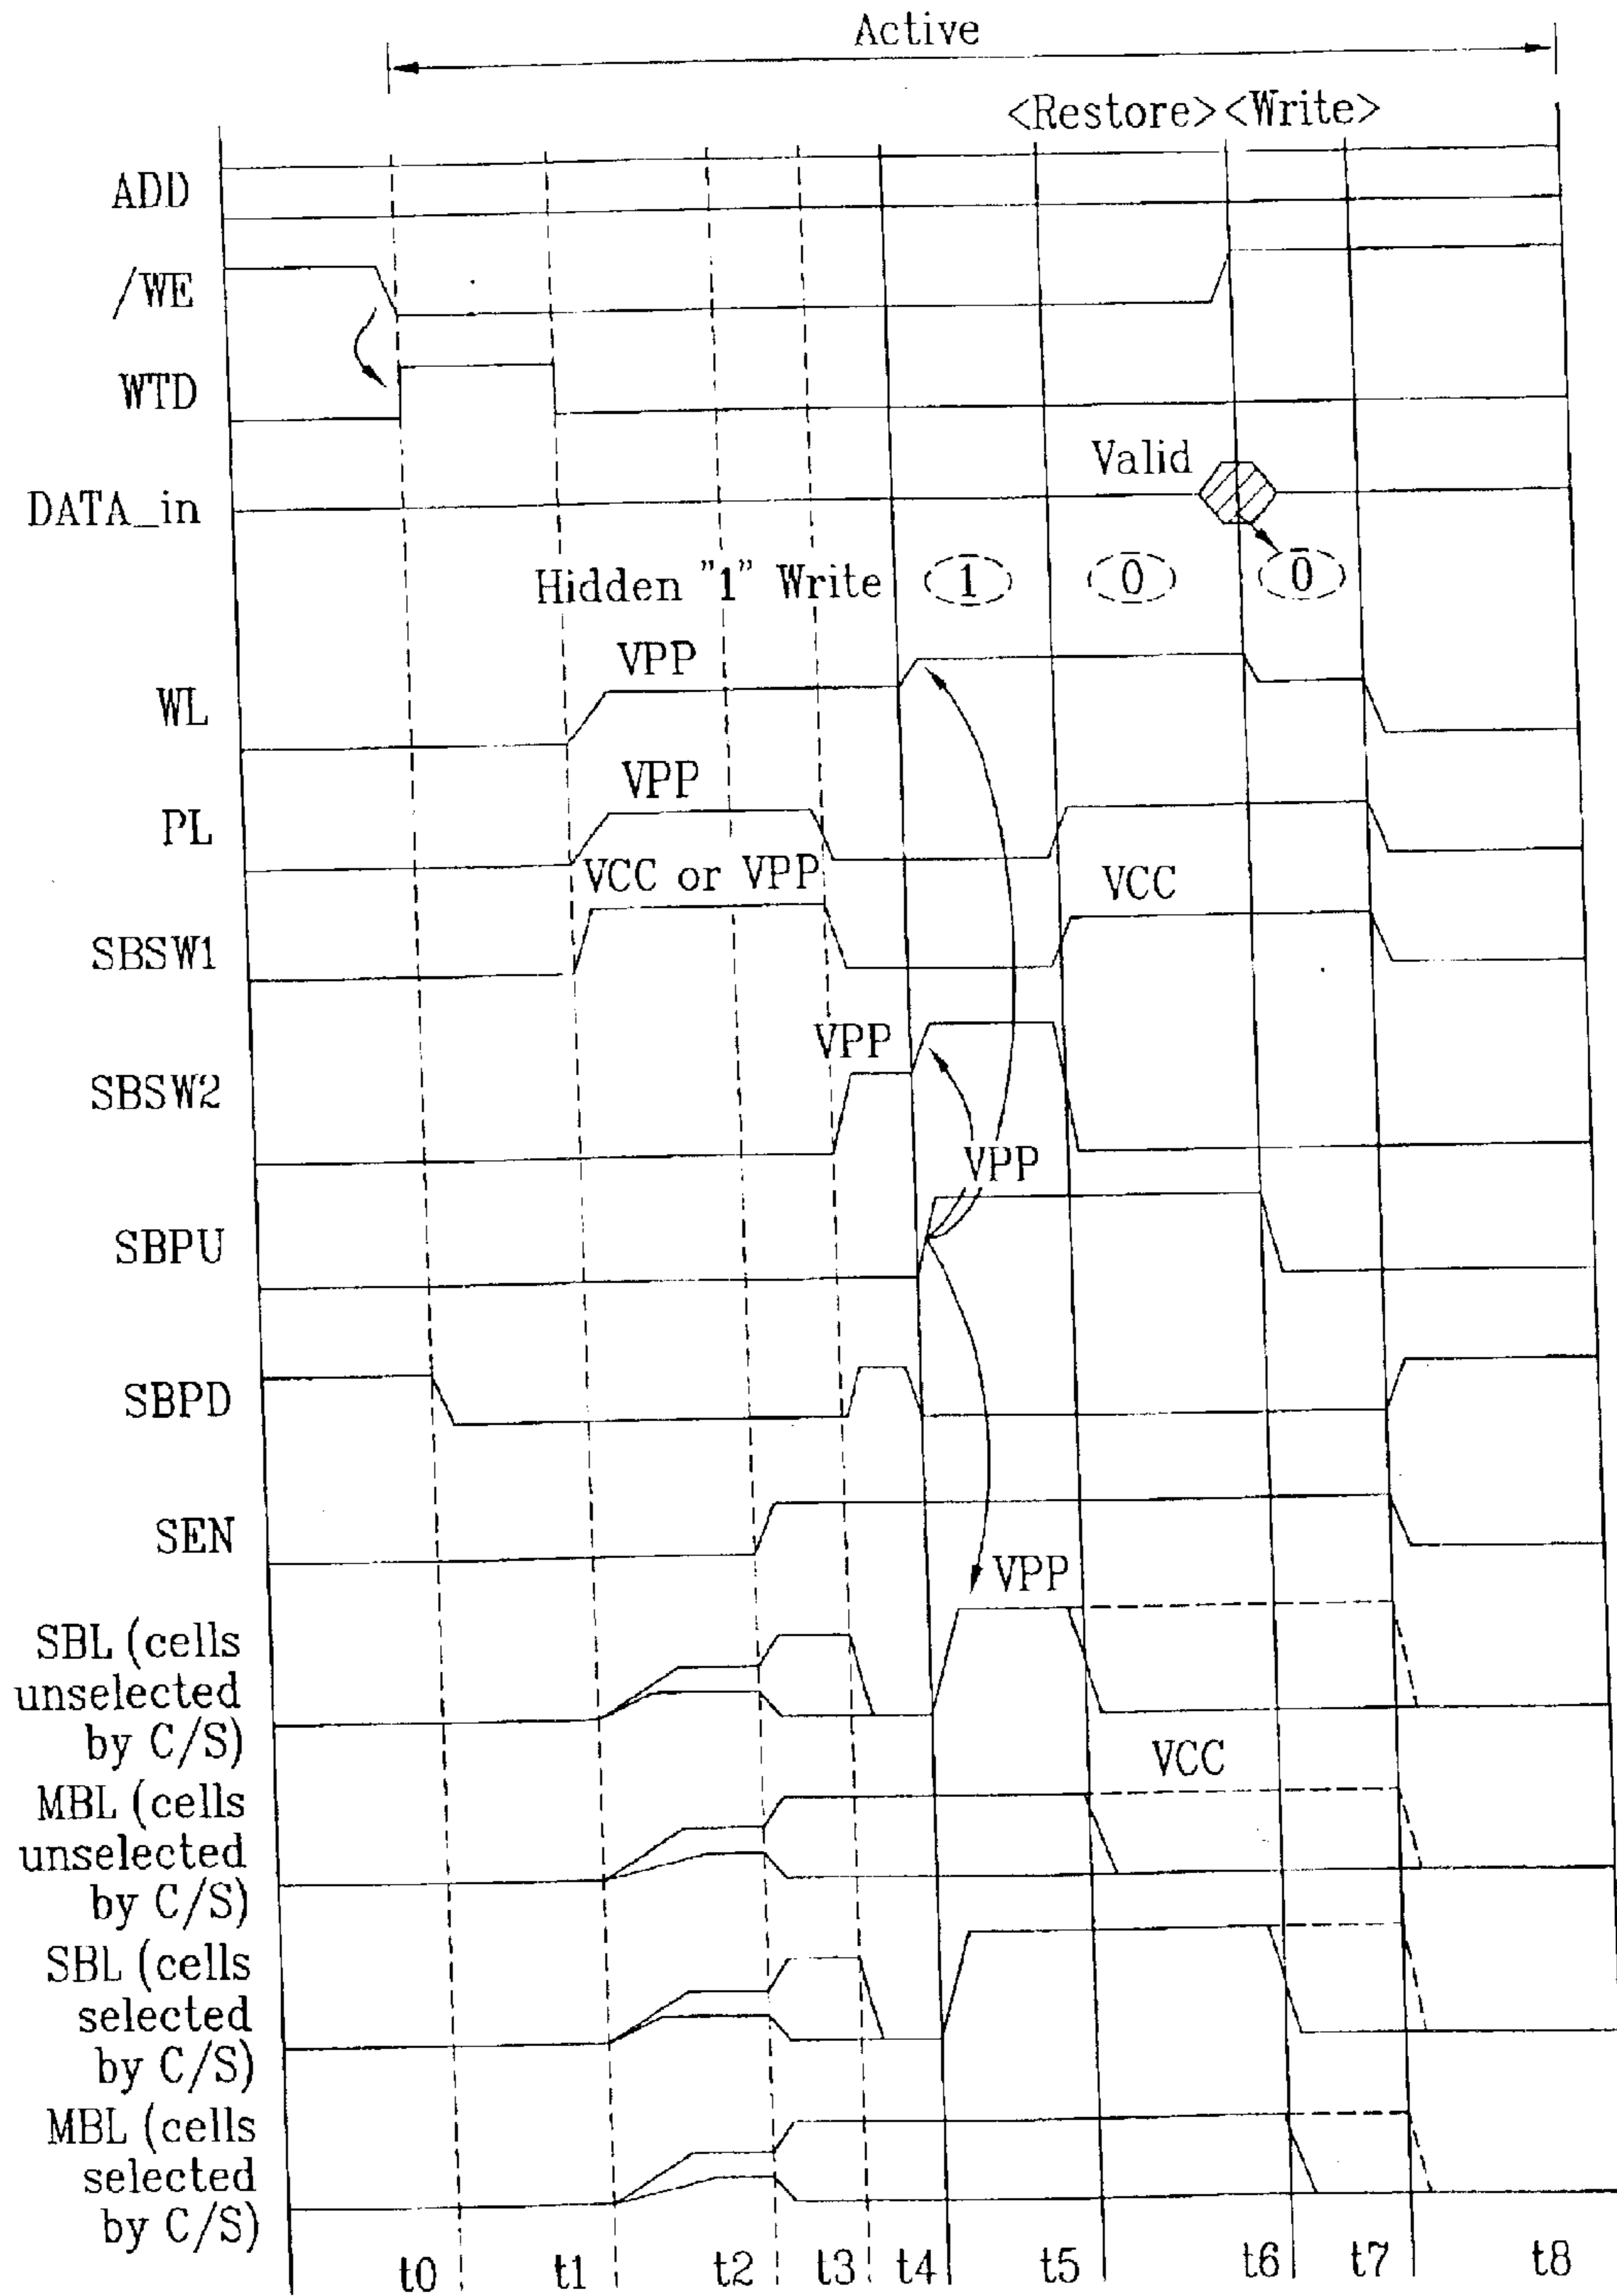 Active
<Restore> <Write>
ADD
/WE
WTD
Valid
DATA_in
Hidden "1" Write 1 0 0
VPP
WL
VPP
PL
VCC or VPP VCC
SBSW1
VPP
SBSW2
VPP
SBPU
SBPD
SEN
VPP
SBL (cells
unselected
by C/S)
VCC
MBL (cells
unselected
by C/S)
SBL (cells
selected
by C/S)
MBL (cells
selected
by C/S)
t0 t1 t2 t3 t4 t5 t6 t7 t8